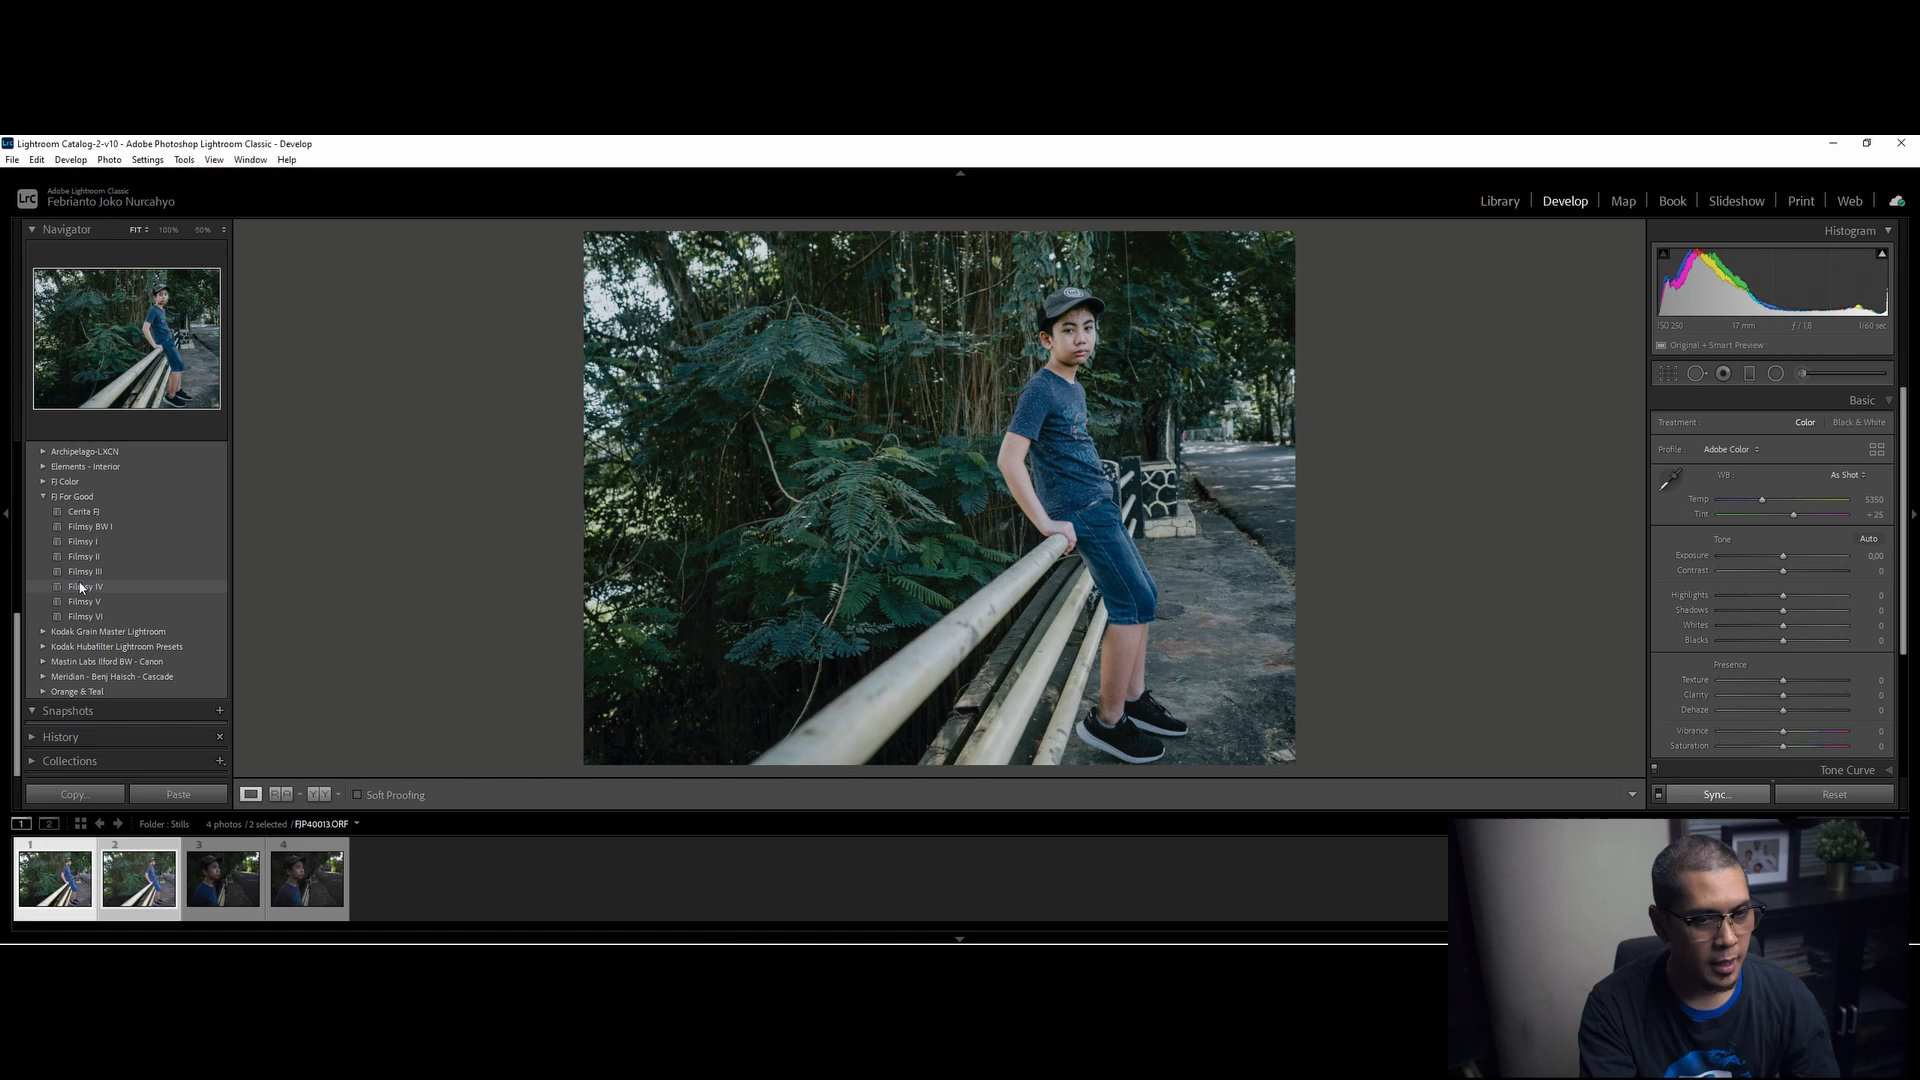 Lightroom Catalog-2-v10 - Adobe Photoshop Lightroom Classic - Develop
File Edit Develop Photo Settings Tools View Window Help
LrC
Adobe Lightroom Classic
Febrianto Joko Nurcahyo
Library Develop Map Book Slideshow Print Web
Navigator FIT 100% 50%
Archipelago-LXCN
Elements - Interior
FJ Color
FJ For Good
Cerita FJ
Filmsy BW I
Filmsy I
Filmsy II
Filmsy III
Filmsy IV
Filmsy V
Filmsy VI
Kodak Grain Master Lightroom
Kodak Hubafilter Lightroom Presets
Mastin Labs Ilford BW - Canon
Meridian - Benj Haisch - Cascade
Orange & Teal
Snapshots
History
Collections
Copy... Paste
Soft Proofing
Histogram
ISO 250 17 mm ƒ / 1,8 1/60 sec
Original + Smart Preview
Basic
Treatment : Color Black & White
Profile : Adobe Color
WB : As Shot
Temp 5350
Tint + 25
Tone Auto
Exposure 0,00
Contrast 0
Highlights 0
Shadows 0
Whites 0
Blacks 0
Presence
Texture 0
Clarity 0
Dehaze 0
Vibrance 0
Saturation 0
Tone Curve
Sync... Reset
1 2 Folder : Stills 4 photos / 2 selected / FJP40013.ORF
1 2 3 4